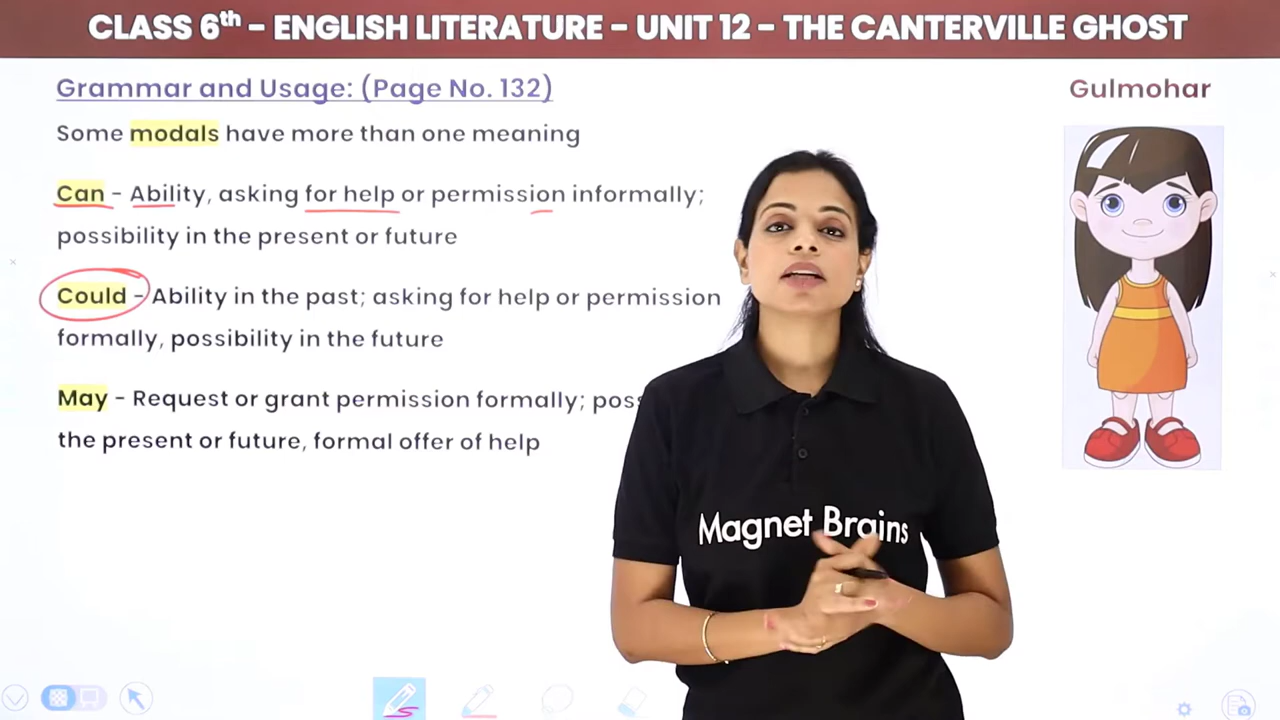 CLASS 6th - ENGLISH LITERATURE - UNIT 12 - THE CANTERVILLE GHOST
Grammar and Usage: (Page No. 132)
Gulmohar
Some modals have more than one meaning
Can - Ability, asking for help or permission informally;
possibility in the present or future
Could - Ability in the past; asking for help or permission
formally, possibility in the future
May - Request or grant permission formally;
the present or future, formal offer of help
Magnet Brains